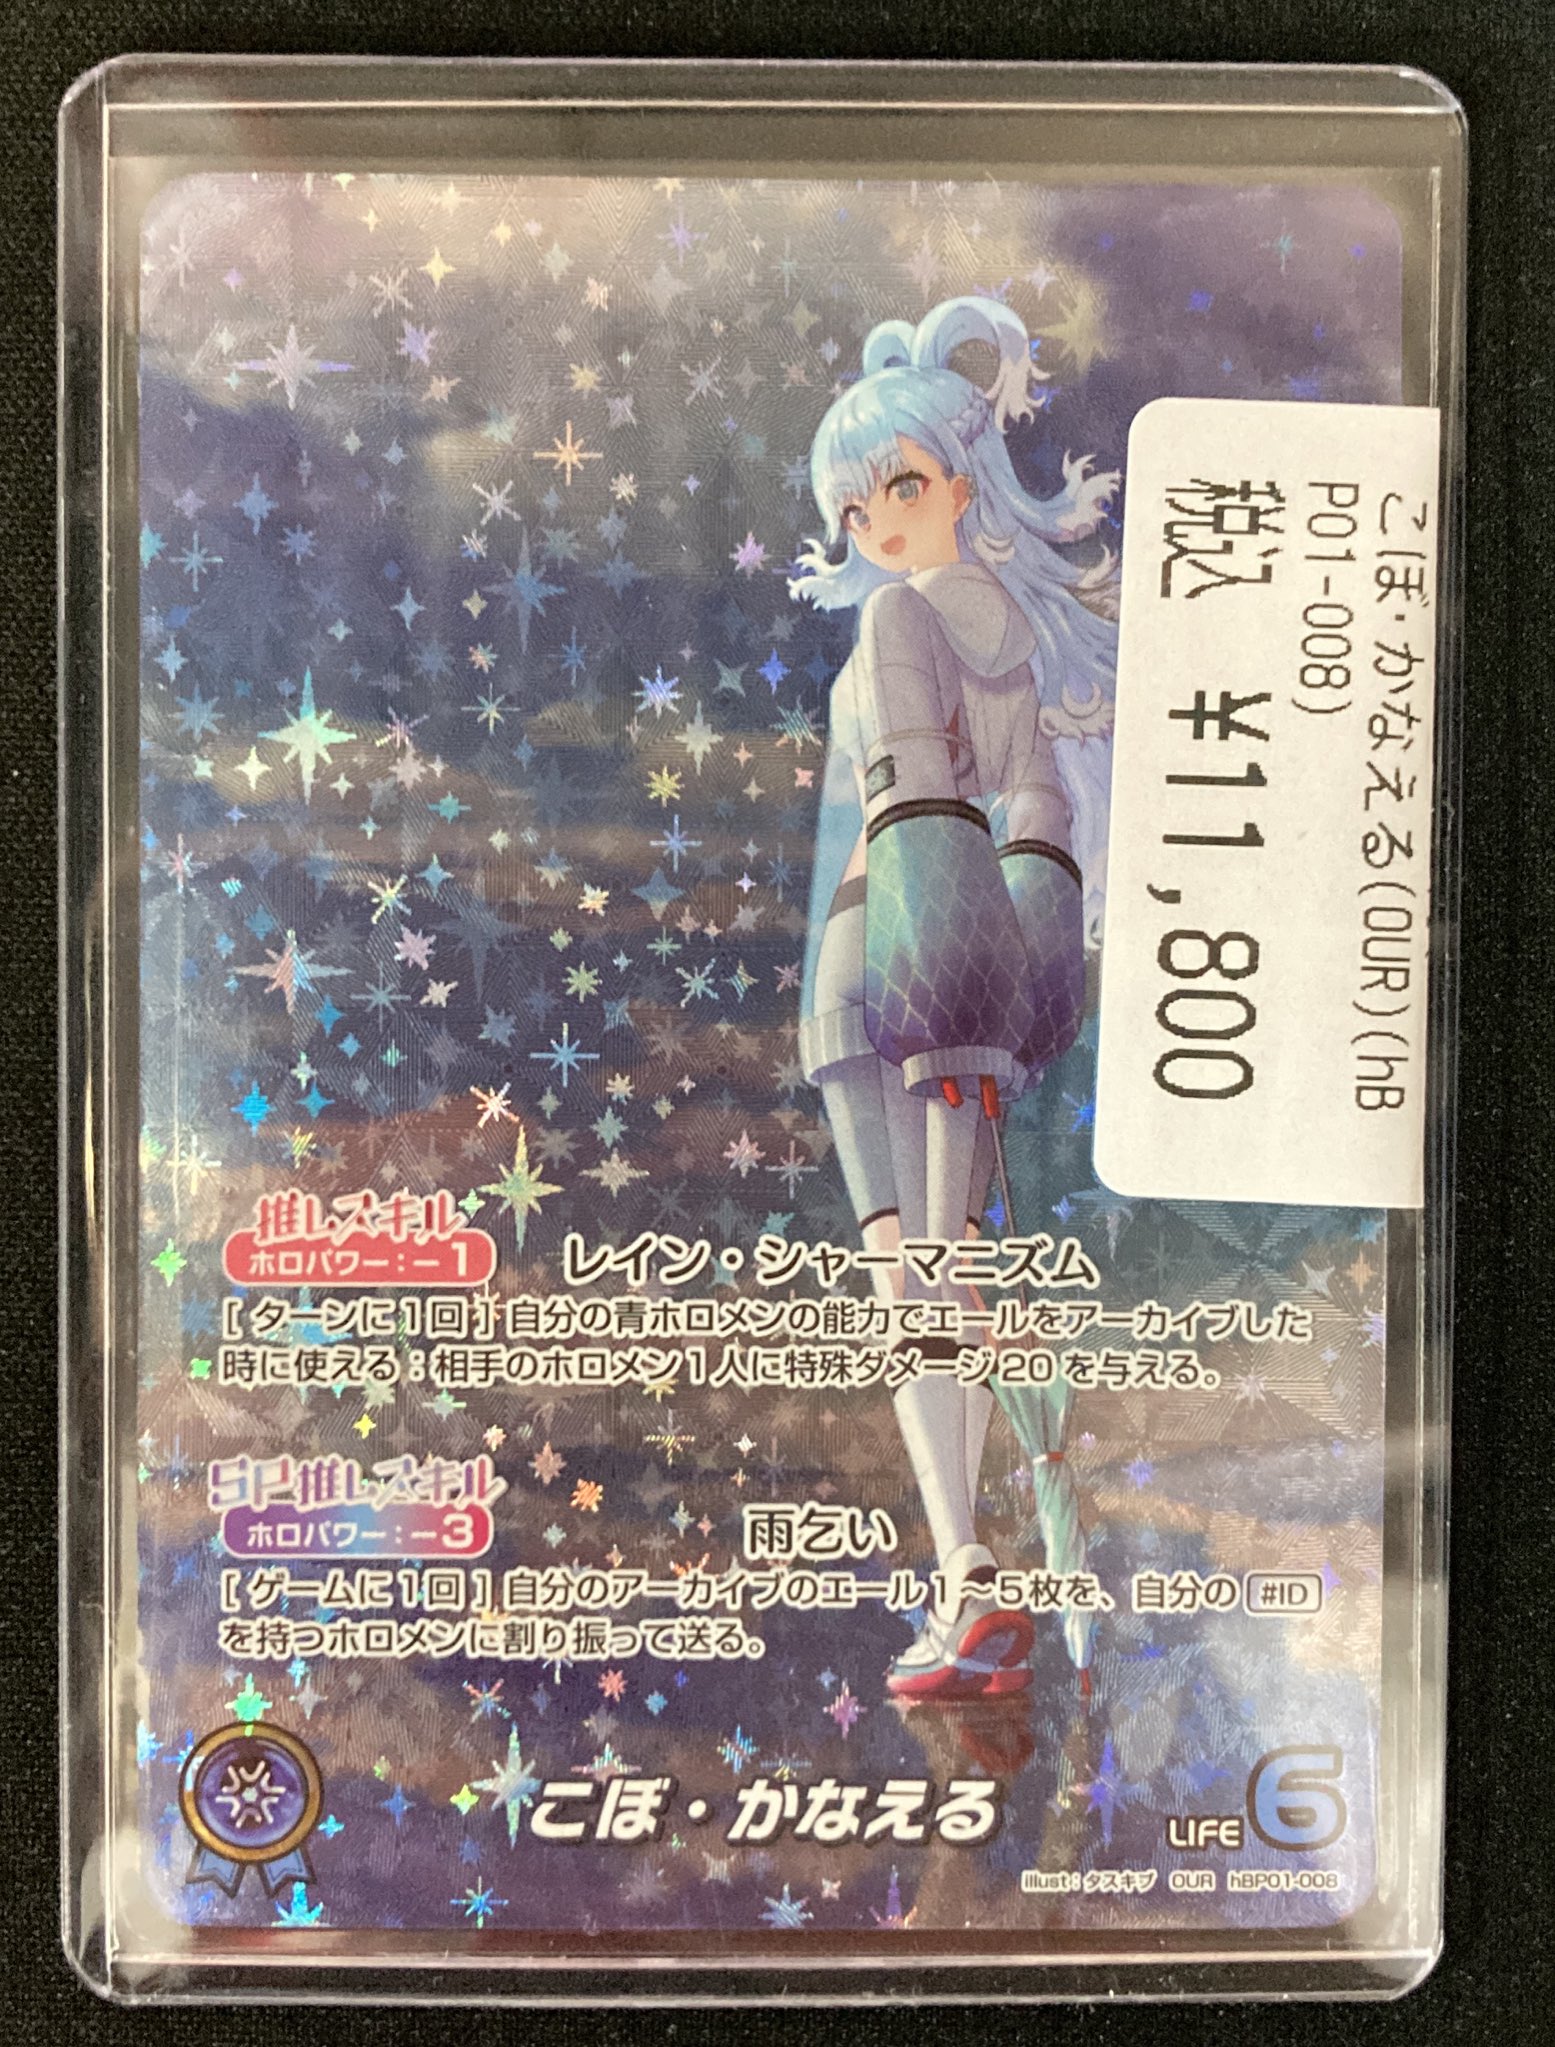 こぼ・かなえる(OUR)(hB
P01-008)
税込 ¥11,800
推しスキル
ホロパワー：－1
レイン・シャーマニズム
[ ターンに1回 ] 自分の青ホロメンの能力でエールをアーカイブした
時に使える：相手のホロメン1人に特殊ダメージ20を与える。
SP推しスキル
ホロパワー：－3
雨乞い
[ ゲームに1回 ] 自分のアーカイブのエール1～5枚を、自分の #ID
を持つホロメンに割り振って送る。
こぼ・かなえる
LIFE 6
illust：タスキブ OUR hBP01-008